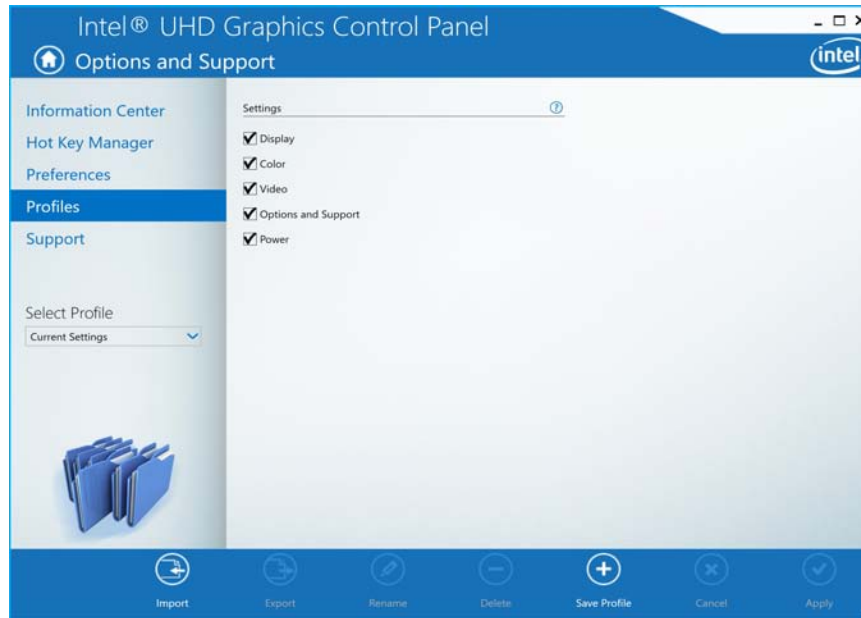 Intel® UHD Graphics Control Panel
Options and Support
intel
Information Center
Hot Key Manager
Preferences
Profiles
Support
Select Profile
Current Settings
Settings
?
Display
Color
Video
Options and Support
Power
Import
Export
Rename
Delete
Save Profile
Cancel
Apply